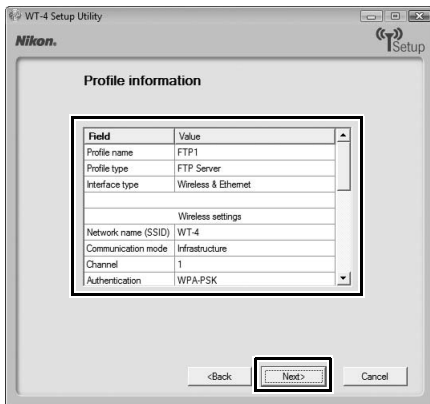 WT-4 Setup Utility
Nikon.
Setup
Profile information
Field Value
Profile name FTP1
Profile type FTP Server
Interface type Wireless & Ethernet
Wireless settings
Network name (SSID) WT-4
Communication mode Infrastructure
Channel 1
Authentication WPA-PSK
<Back Next> Cancel